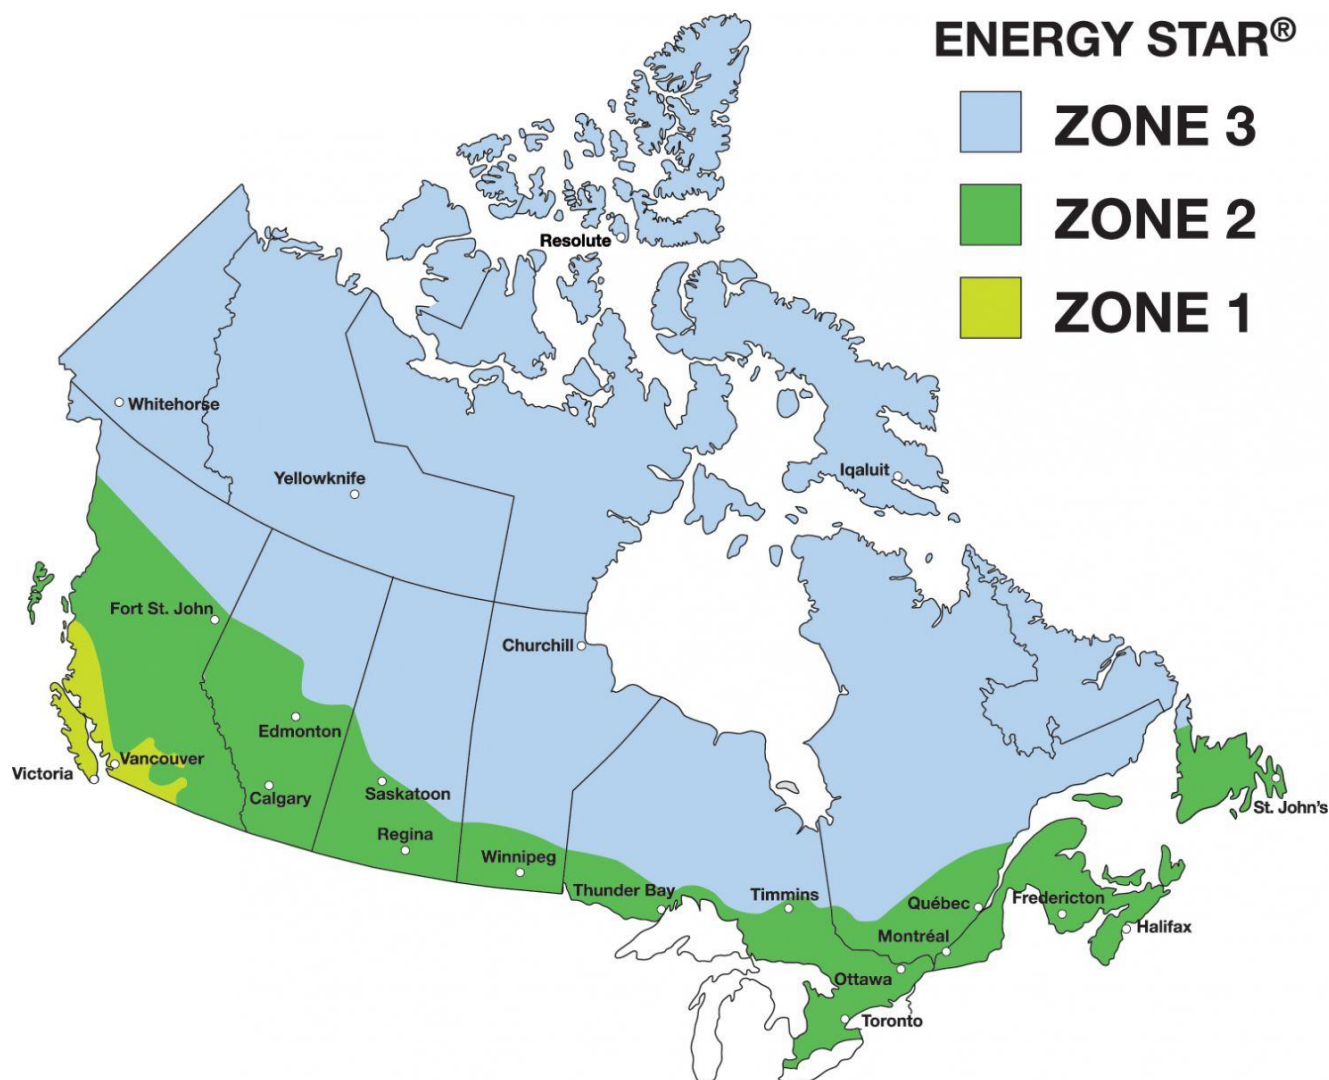 ENERGY STAR®
ZONE 3
ZONE 2
ZONE 1
Resolute
Whitehorse
Yellowknife
Iqaluit
Fort St. John
Churchill
Edmonton
Vancouver
Victoria
Calgary
Saskatoon
St. John's
Regina
Winnipeg
Thunder Bay
Timmins
Québec
Fredericton
Halifax
Montréal
Ottawa
Toronto